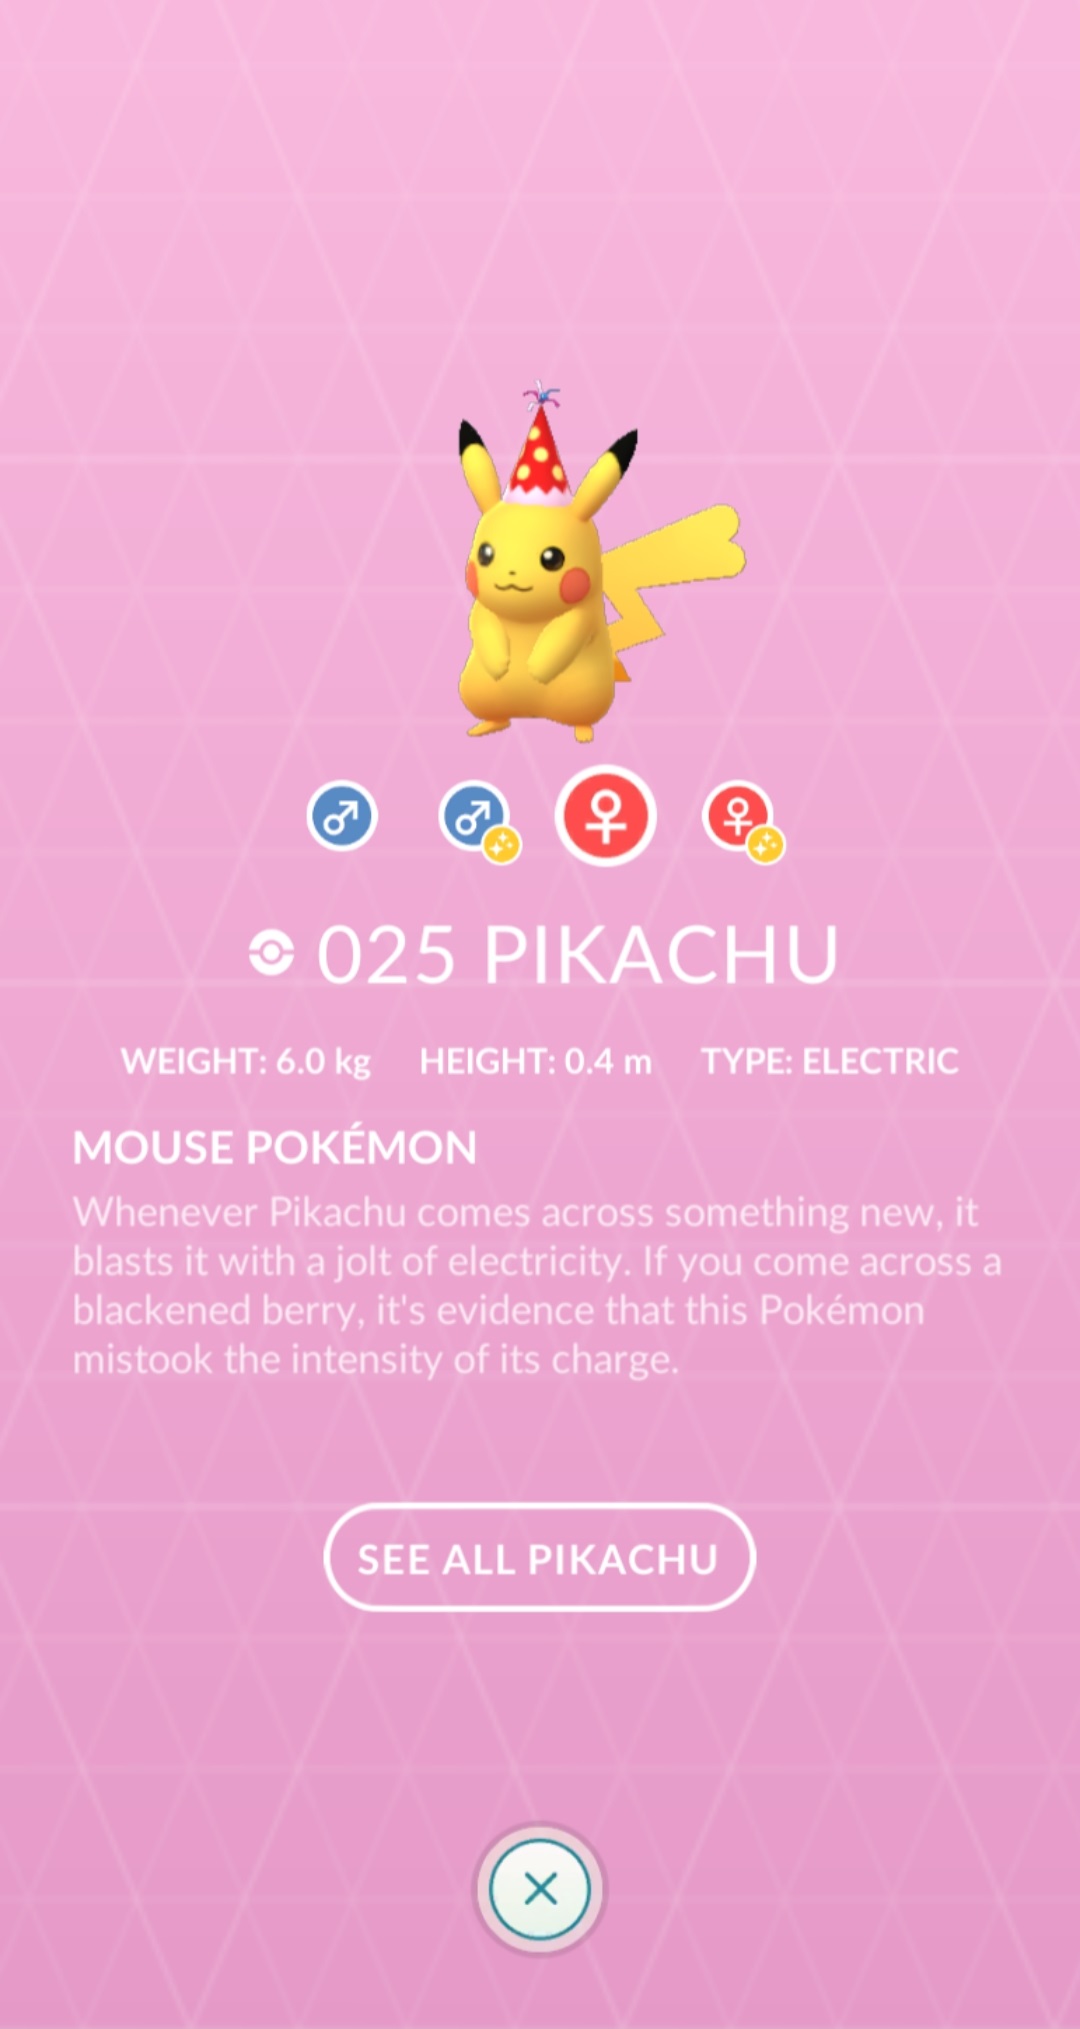 025 PIKACHU
WEIGHT: 6.0 kg HEIGHT: 0.4 m TYPE: ELECTRIC
MOUSE POKÉMON
Whenever Pikachu comes across something new, it
blasts it with a jolt of electricity. If you come across a
blackened berry, it's evidence that this Pokémon
mistook the intensity of its charge.
SEE ALL PIKACHU